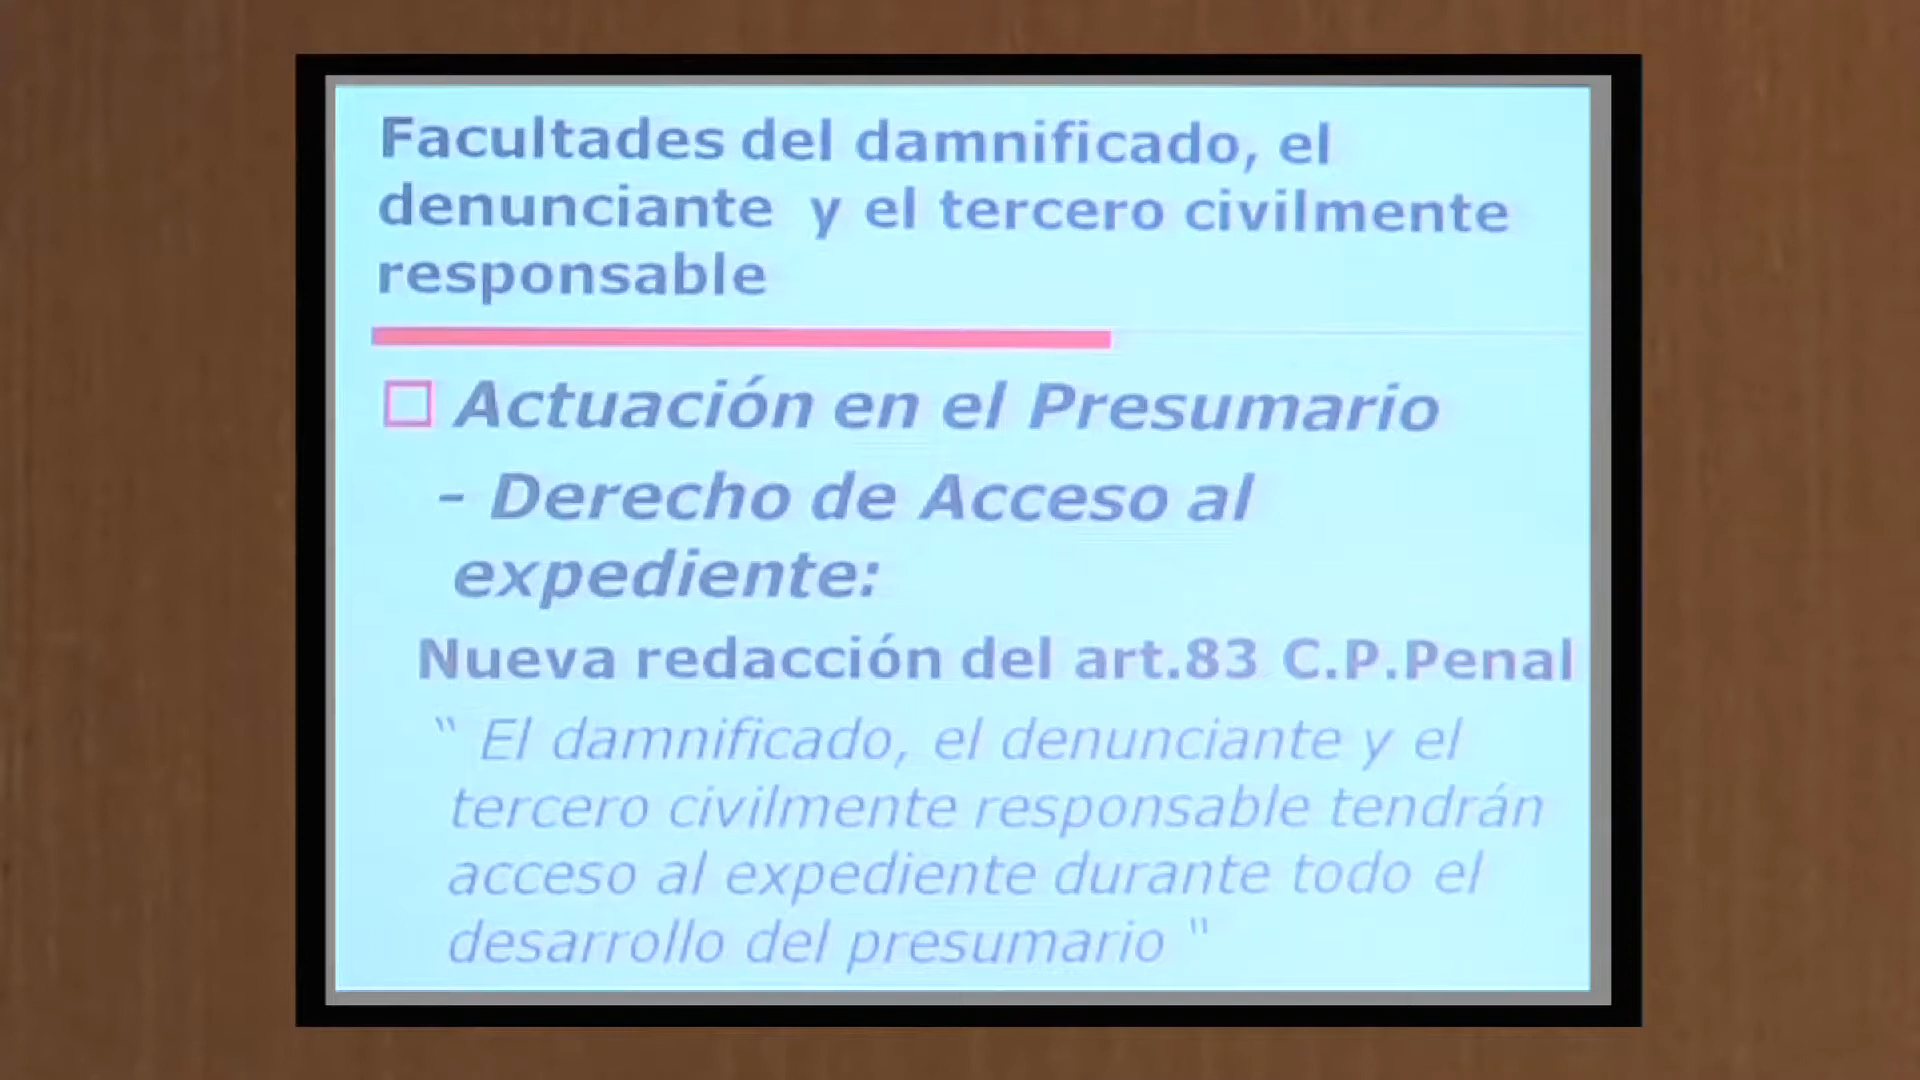 Facultades del damnificado, el
denunciante y el tercero civilmente
responsable
Actuación en el Presumario
– Derecho de Acceso al
expediente:
Nueva redacción del art.83 C.P.Penal
“ El damnificado, el denunciante y el
tercero civilmente responsable tendrán
acceso al expediente durante todo el
desarrollo del presumario “